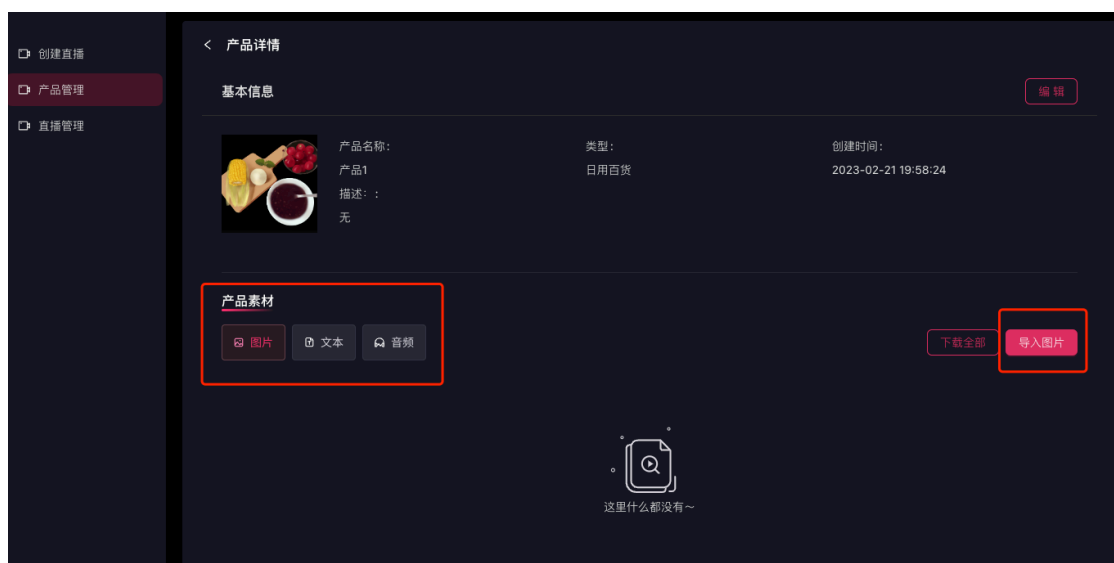 创建直播
产品管理
直播管理
产品详情
基本信息
编 辑
产品名称：
产品1
描述：:
无
类型：
日用百货
创建时间：
2023-02-21 19:58:24
产品素材
图片 文本 音频
下载全部 导入图片
这里什么都没有～